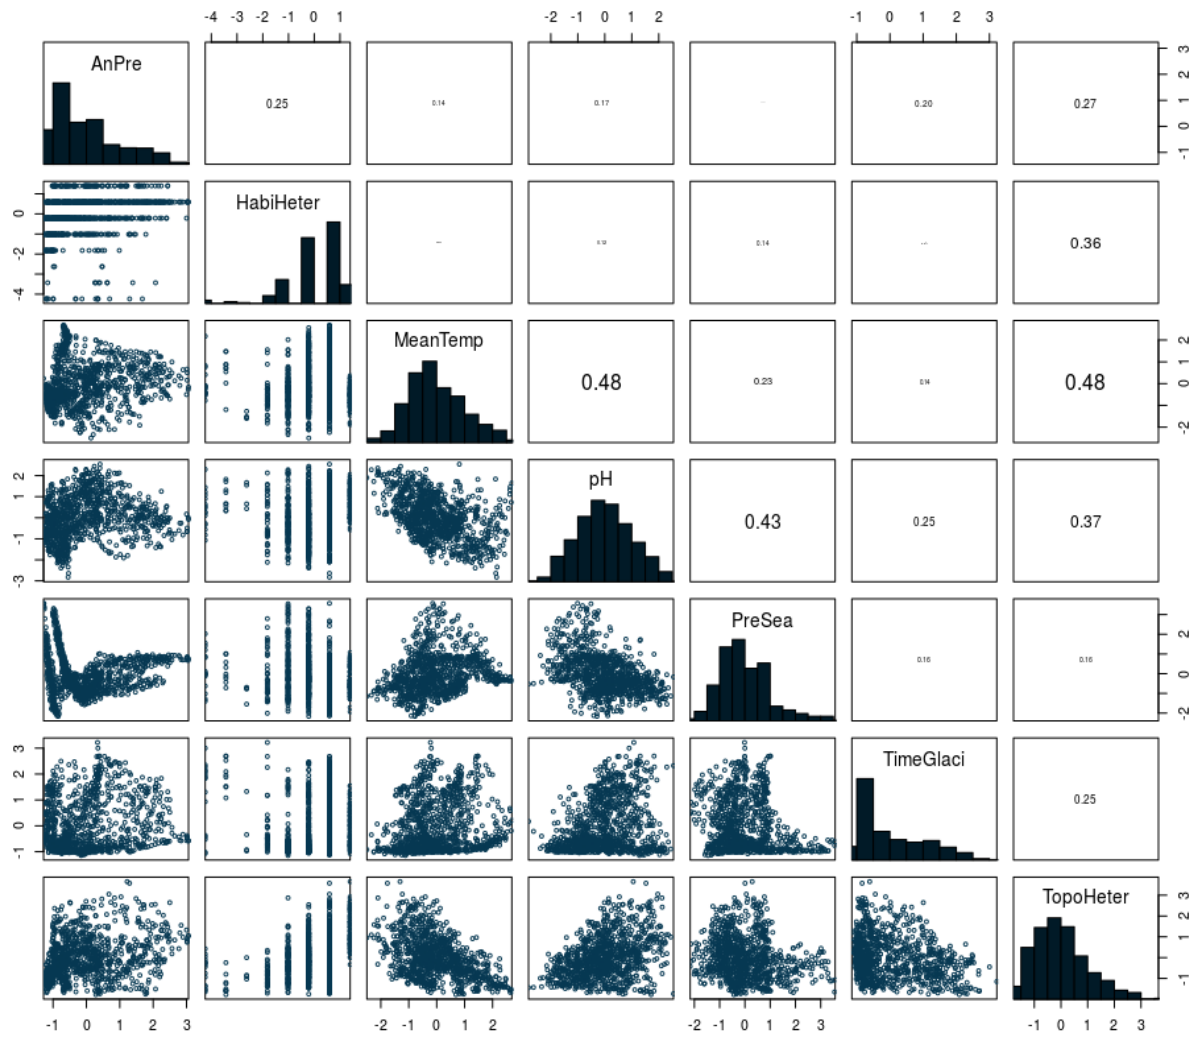 -4 -3 -2 -1 0 1 -2 -1 0 1 2 -1 0 1 2 3
AnPre 0.25 0.14 0.17 0.20 0.27 3 2 1 0 -1
0 -2 -4 HabiHeter 0.14 0.36
MeanTemp 0.48 0.23 0.14 0.48 2 1 0 -2
2 1 -1 -3 pH 0.43 0.25 0.37
PreSea 0.16 0.16 2 0 -2
3 2 1 0 -1 TimeGlaci 0.25
TopoHeter 3 2 1 -1
-1 0 1 2 3 -2 -1 0 1 2 -2 -1 0 1 2 3 -1 0 1 2 3